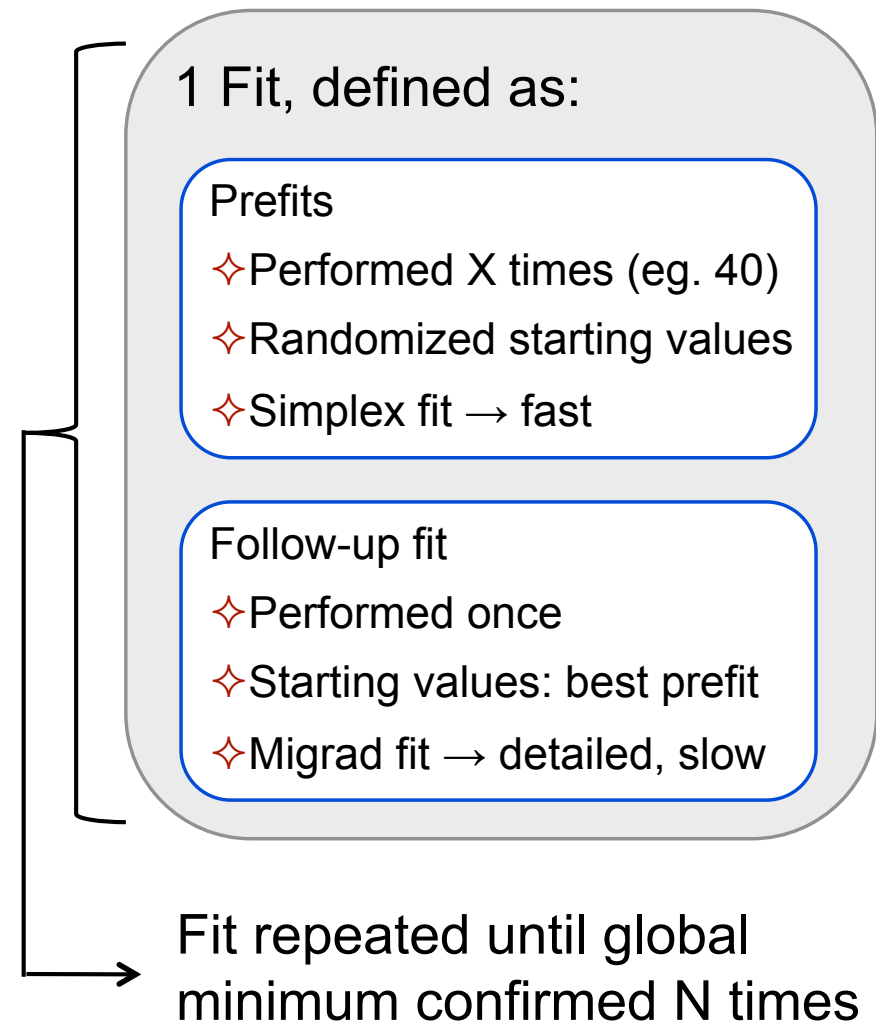 1 Fit, defined as:
Prefits
✧Performed X times (eg. 40)
✧Randomized starting values
✧Simplex fit → fast
Follow-up fit
✧Performed once
✧Starting values: best prefit
✧Migrad fit → detailed, slow
Fit repeated until global
minimum confirmed N times